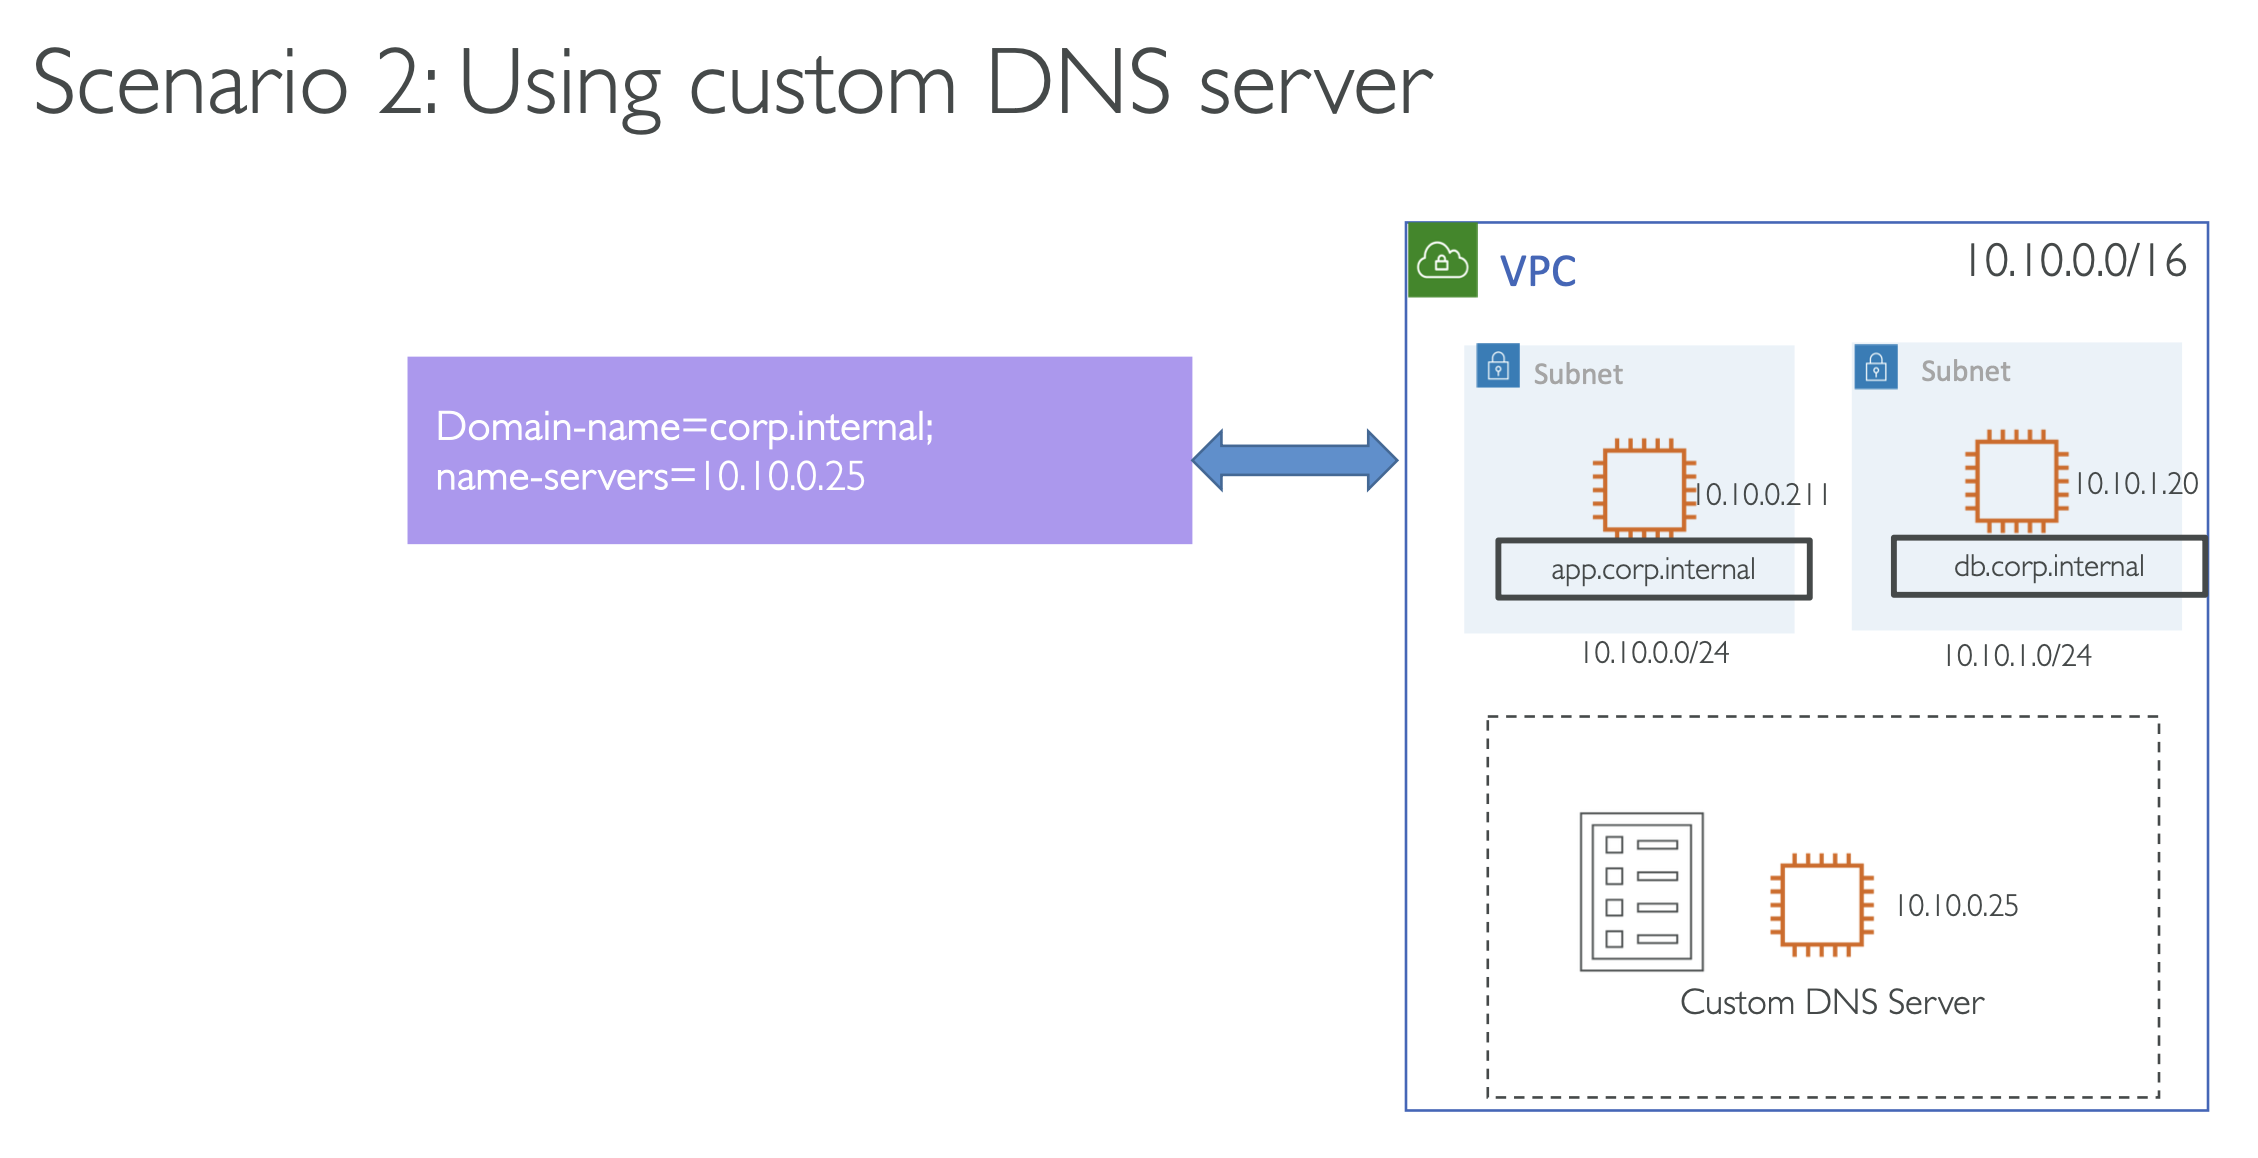 Scenario 2: Using custom DNS server
Domain-name=corp.internal;
name-servers=10.10.0.25
VPC
10.10.0.0/16
Subnet
10.10.0.211
app.corp.internal
10.10.0.0/24
Subnet
10.10.1.20
db.corp.internal
10.10.1.0/24
10.10.0.25
Custom DNS Server